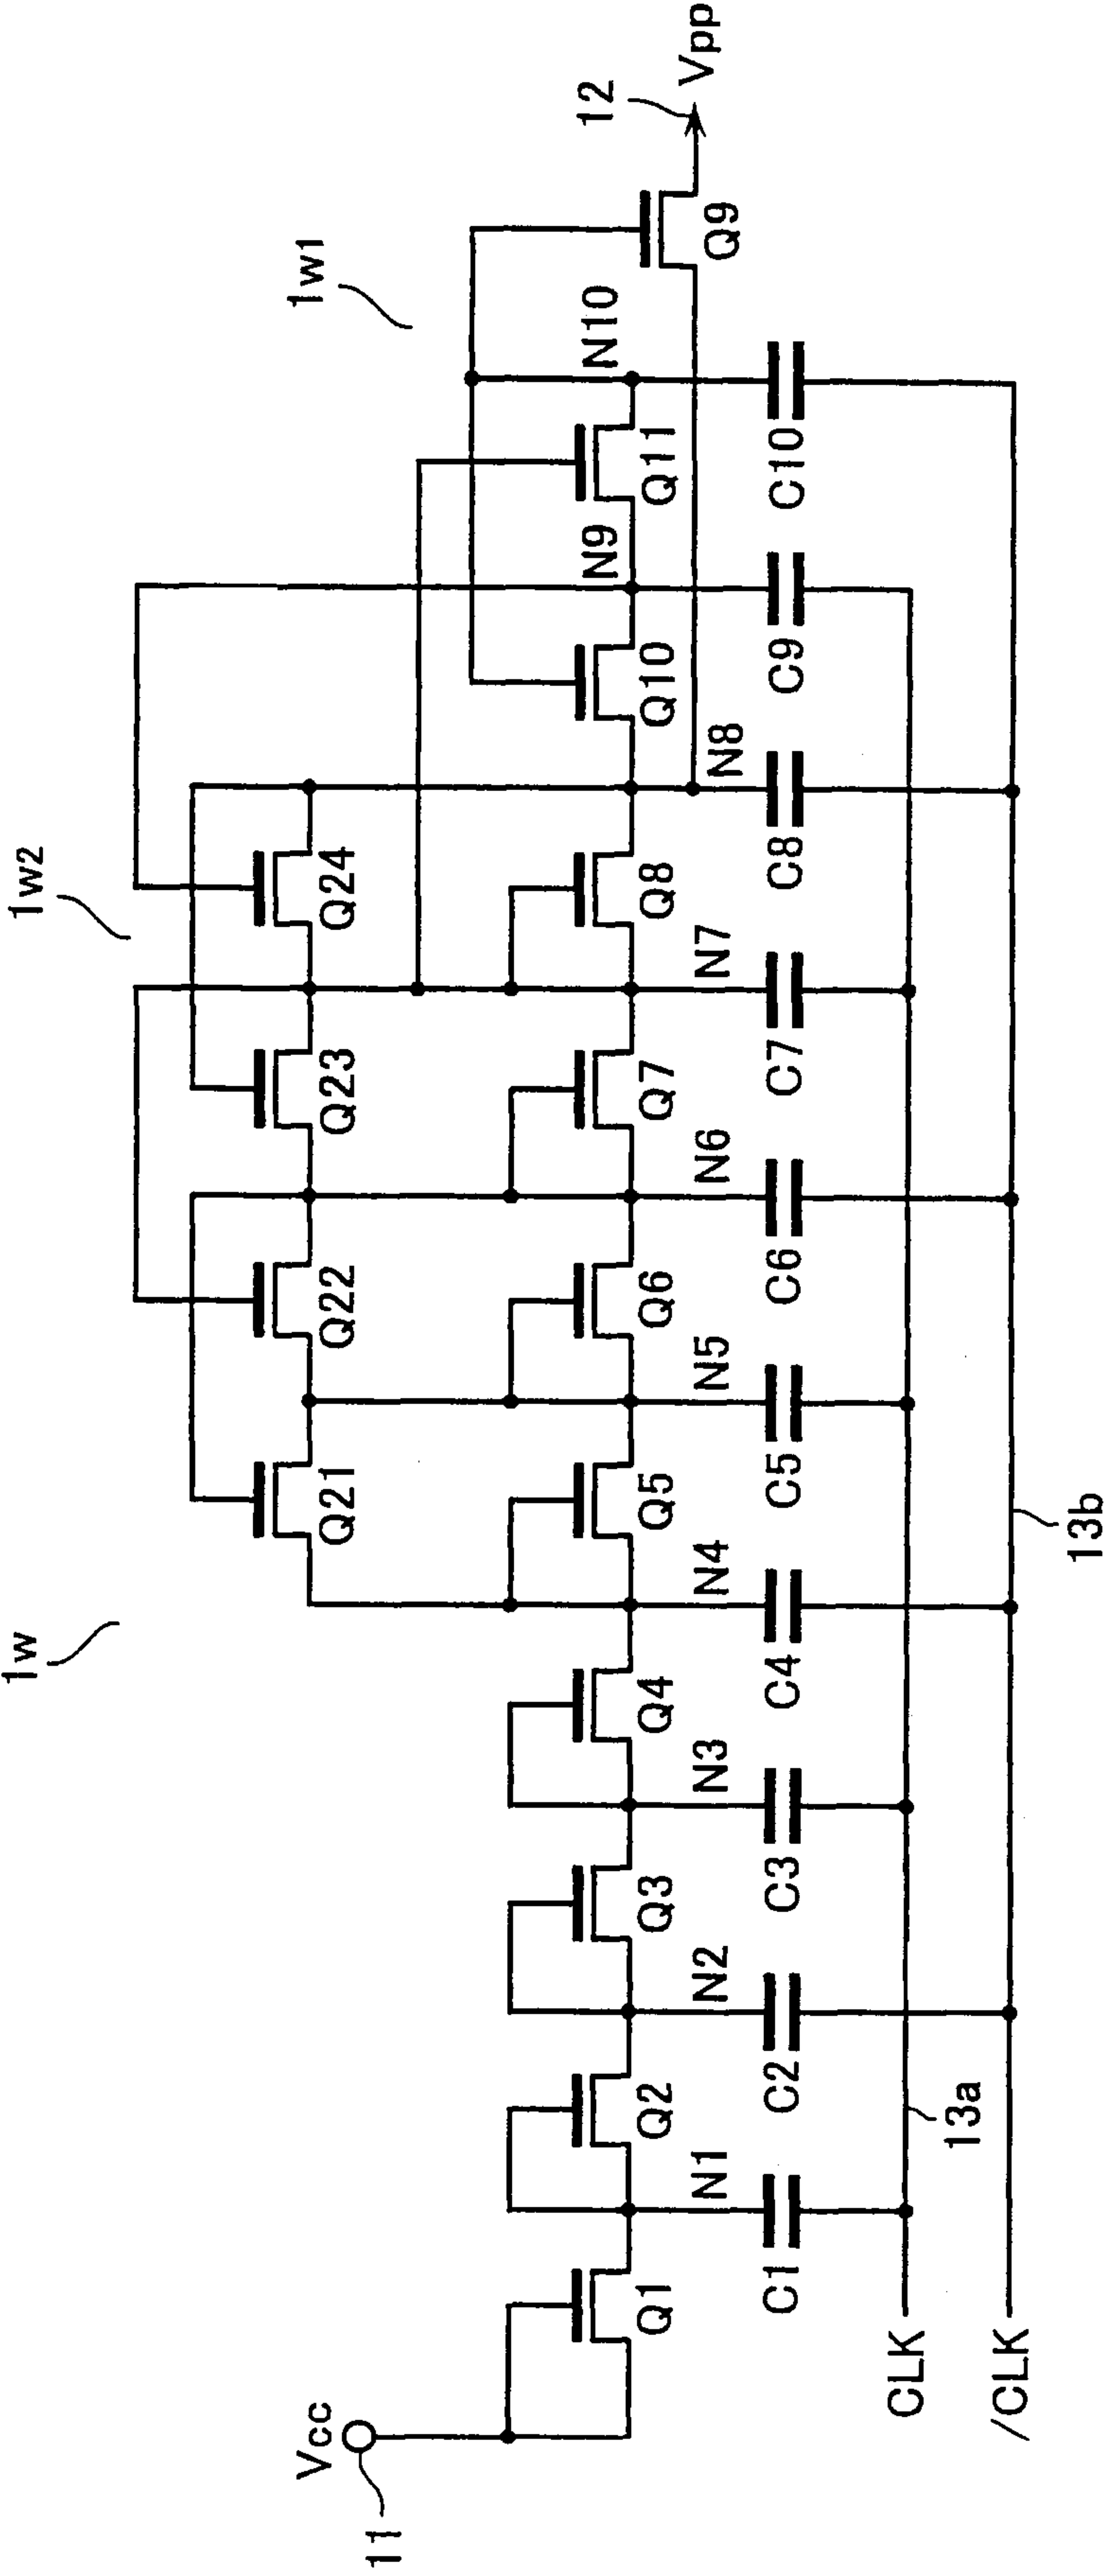 1w
1w2
1w1
Vcc
11
Q21
Q22
Q23
Q24
12
Vpp
Q1
Q2
Q3
Q4
Q5
Q6
Q7
Q8
Q10
Q11
Q9
N1
N2
N3
N4
N5
N6
N7
N8
N9
N10
C1
C2
C3
C4
C5
C6
C7
C8
C9
C10
CLK
13a
/CLK
13b